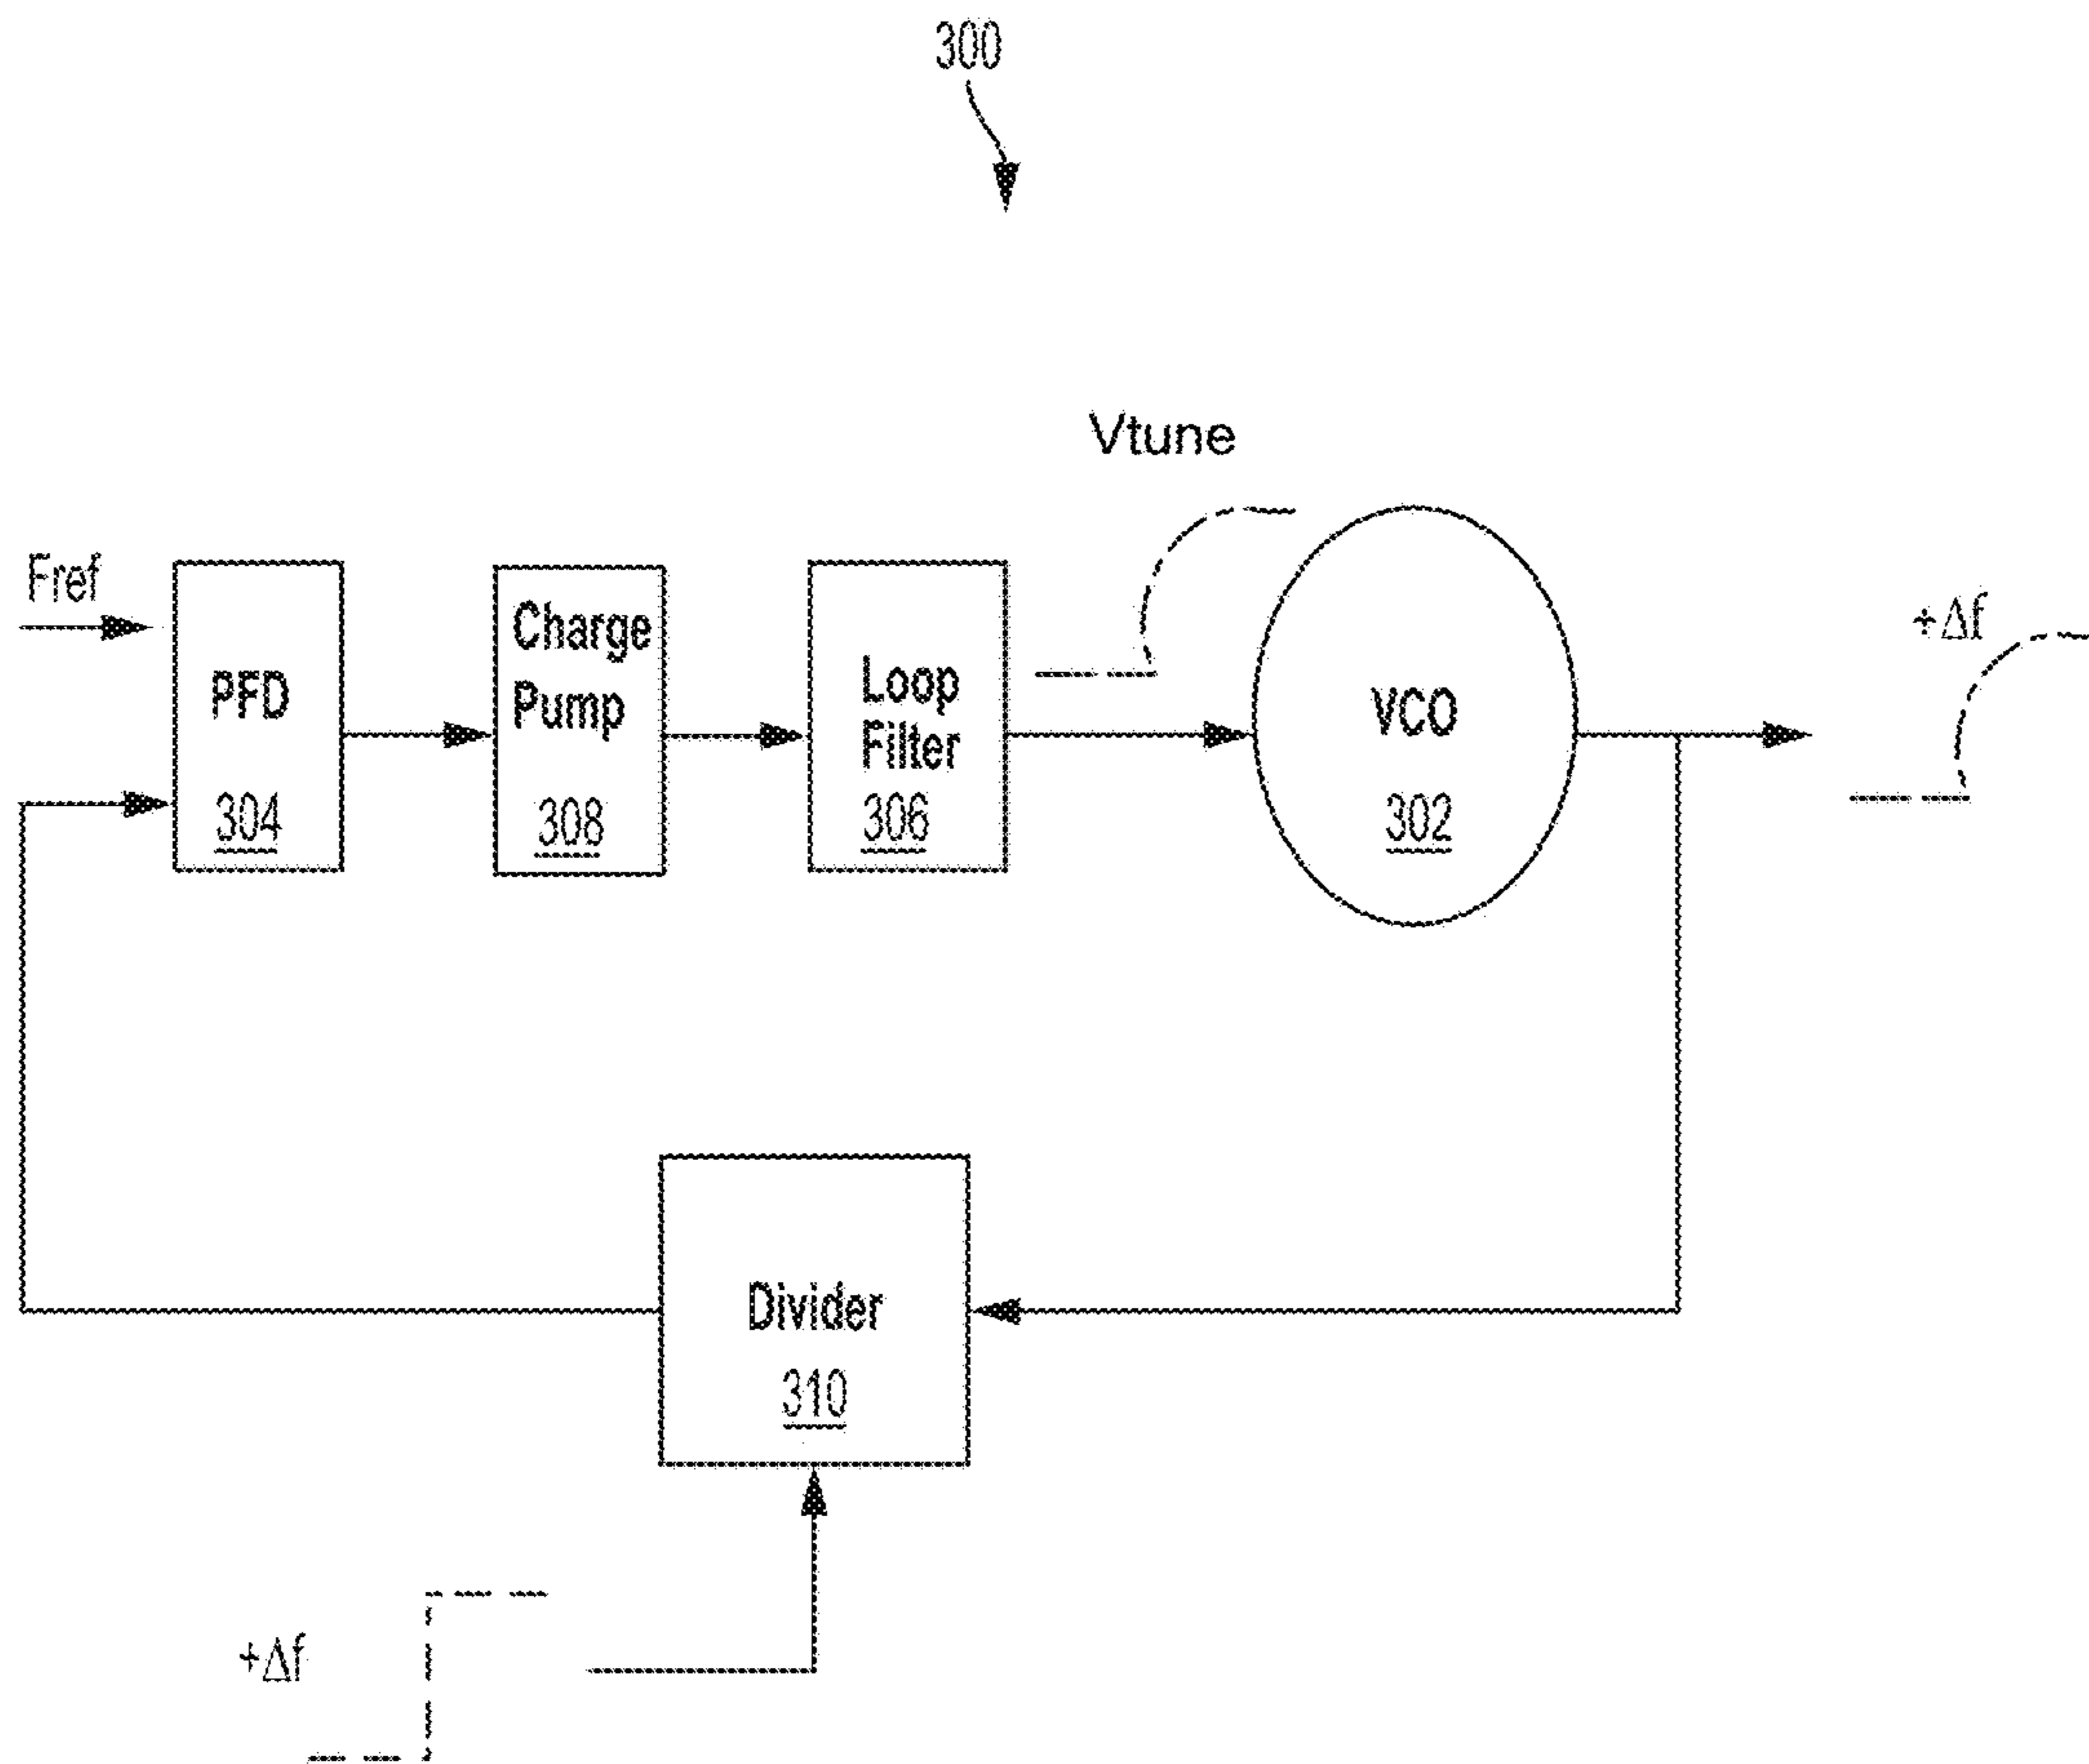 300
Vtune
Fref
PFD
304
Charge
Pump
308
Loop
Filter
306
VCO
302
+Δf
Divider
310
+Δf